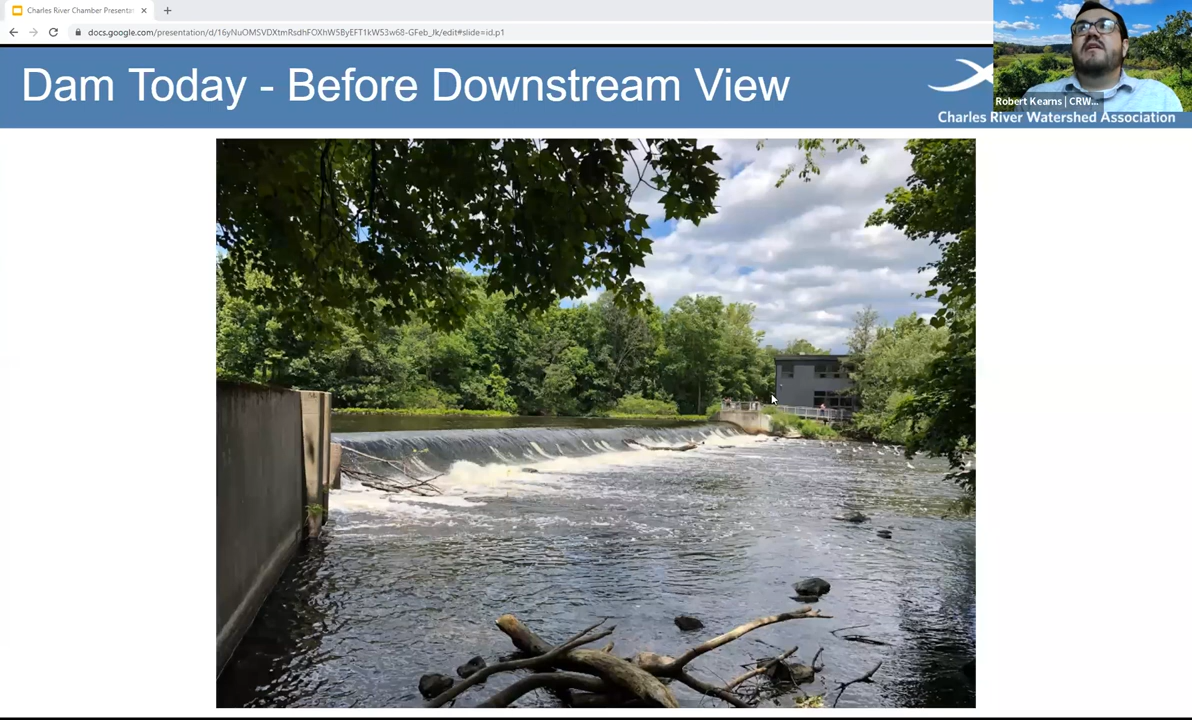 Charles River Chamber Presentat
docs.google.com/presentation/d/16yNuOMSVDXtmRsdhFOXhW5ByEFT1kW53w68-GFeb_Jk/edit#slide=id.p1
Dam Today - Before Downstream View
Robert Kearns | CRW...
Charles River Watershed Association